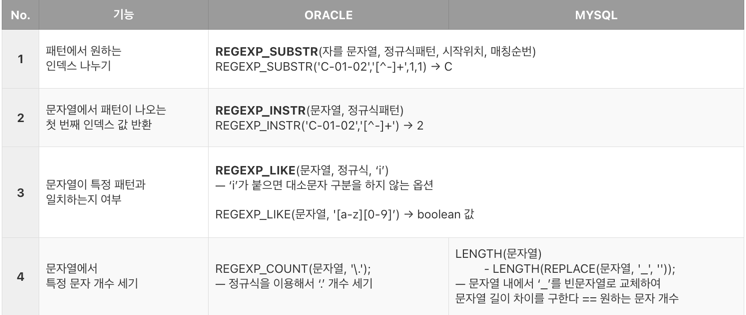 No. 기능 ORACLE MYSQL
1
패턴에서 원하는
인덱스 나누기
REGEXP_SUBSTR(자를 문자열, 정규식패턴, 시작위치, 매칭순번)
REGEXP_SUBSTR('C-01-02','[^-]+',1,1) → C
2
문자열에서 패턴이 나오는
첫 번째 인덱스 값 반환
REGEXP_INSTR(문자열, 정규식패턴)
REGEXP_INSTR('C-01-02','[^-]+') → 2
3
문자열이 특정 패턴과
일치하는지 여부
REGEXP_LIKE(문자열, 정규식, ‘i’)
— ‘i’가 붙으면 대소문자 구분을 하지 않는 옵션
REGEXP_LIKE(문자열, '[a-z][0-9]’) → boolean 값
4
문자열에서
특정 문자 개수 세기
REGEXP_COUNT(문자열, '\.');
— 정규식을 이용해서 ‘.’ 개수 세기
LENGTH(문자열)
- LENGTH(REPLACE(문자열, '_', ''));
— 문자열 내에서 ‘_’를 빈문자열로 교체하여
문자열 길이 차이를 구한다 == 원하는 문자 개수